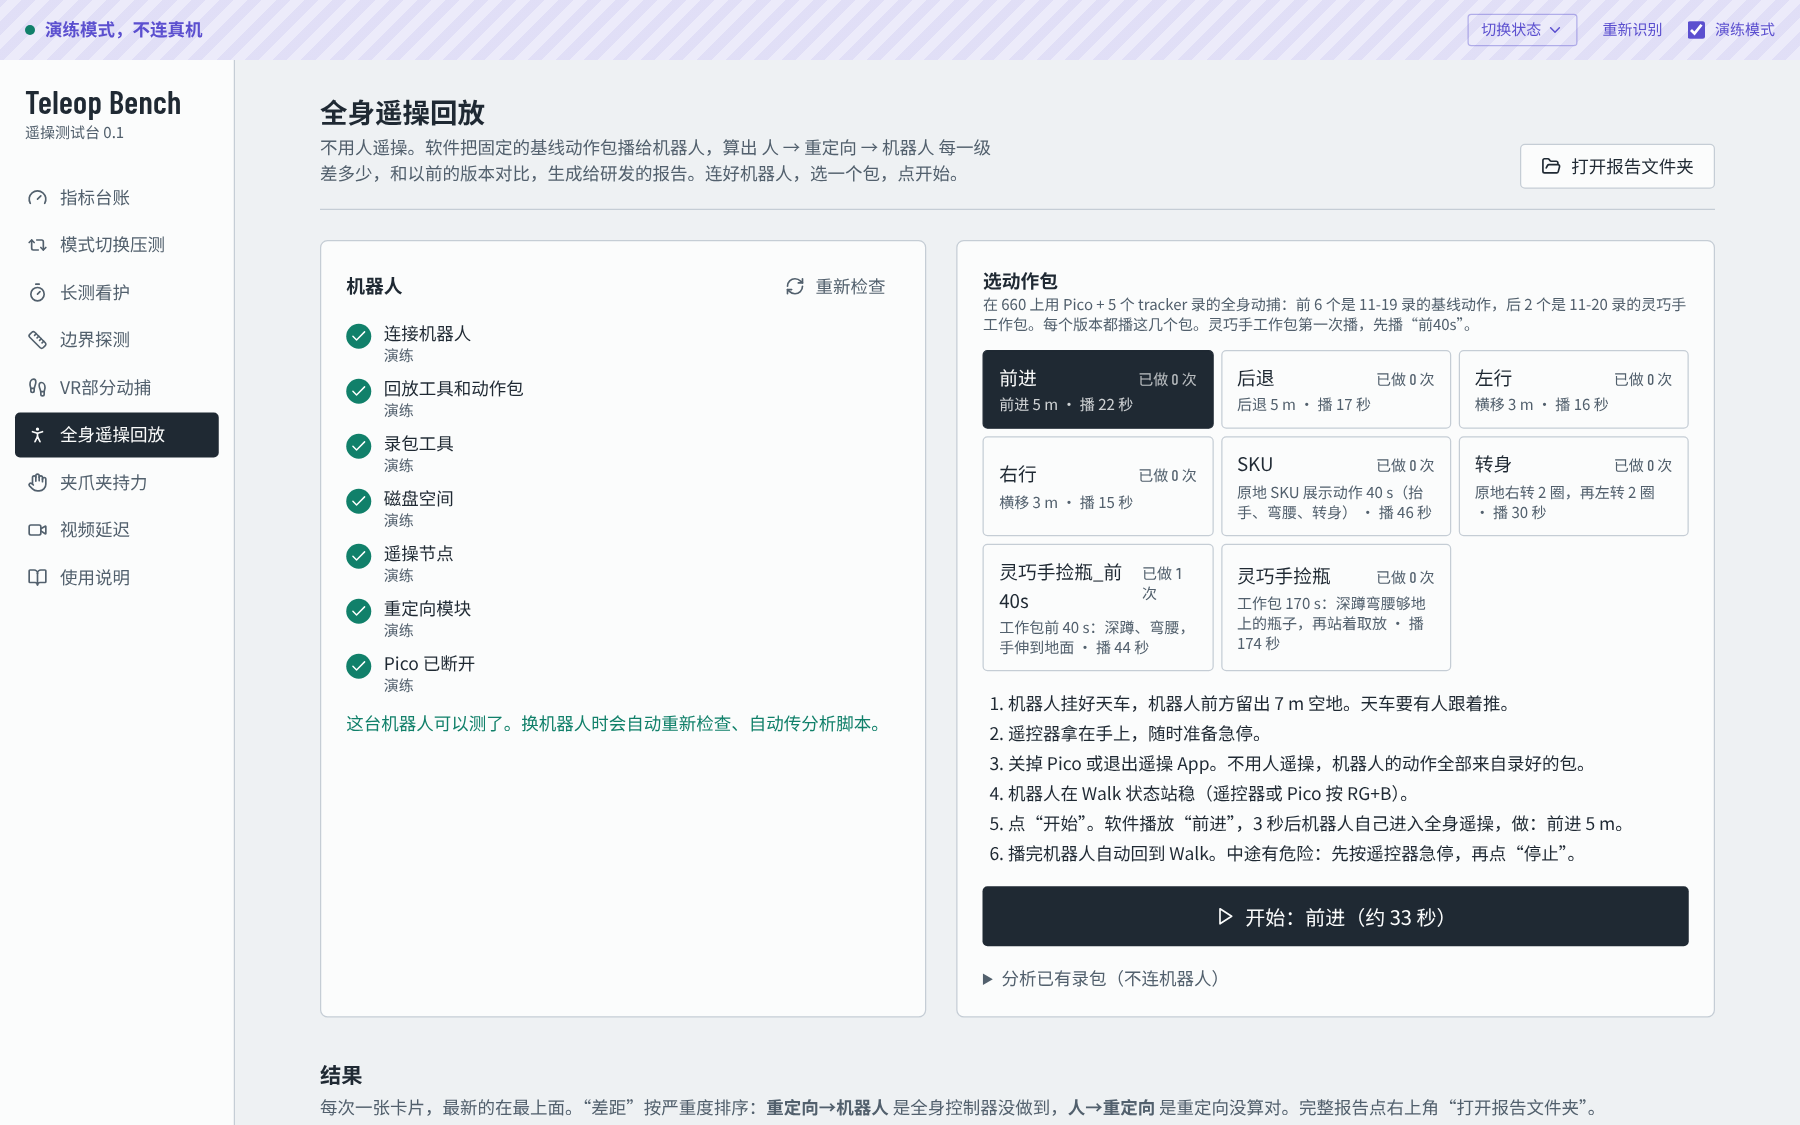 演练模式，不连真机
切换状态
重新识别
演练模式
Teleop Bench
遥操测试台 0.1
指标台账
模式切换压测
长测看护
边界探测
VR部分动捕
全身遥操回放
夹爪夹持力
视频延迟
使用说明
全身遥操回放
不用人遥操。软件把固定的基线动作包播给机器人，算出 人 → 重定向 → 机器人 每一级
差多少，和以前的版本对比，生成给研发的报告。连好机器人，选一个包，点开始。
打开报告文件夹
机器人
重新检查
连接机器人
演练
回放工具和动作包
演练
录包工具
演练
磁盘空间
演练
遥操节点
演练
重定向模块
演练
Pico 已断开
演练
这台机器人可以测了。换机器人时会自动重新检查、自动传分析脚本。
选动作包
在 660 上用 Pico + 5 个 tracker 录的全身动捕：前 6 个是 11-19 录的基线动作，后 2 个是 11-20 录的灵巧手
工作包。每个版本都播这几个包。灵巧手工作包第一次播，先播“前40s”。
前进
已做 0 次
前进 5 m · 播 22 秒
后退
已做 0 次
后退 5 m · 播 17 秒
左行
已做 0 次
横移 3 m · 播 16 秒
右行
已做 0 次
横移 3 m · 播 15 秒
SKU
已做 0 次
原地 SKU 展示动作 40 s（抬
手、弯腰、转身） · 播 46 秒
转身
已做 0 次
原地右转 2 圈，再左转 2 圈
· 播 30 秒
灵巧手捡瓶_前
40s
已做 1
次
工作包前 40 s：深蹲、弯腰，
手伸到地面 · 播 44 秒
灵巧手捡瓶
已做 0 次
工作包 170 s：深蹲弯腰够地
上的瓶子，再站着取放 · 播
174 秒
1. 机器人挂好天车，机器人前方留出 7 m 空地。天车要有人跟着推。
2. 遥控器拿在手上，随时准备急停。
3. 关掉 Pico 或退出遥操 App。不用人遥操，机器人的动作全部来自录好的包。
4. 机器人在 Walk 状态站稳（遥控器或 Pico 按 RG+B）。
5. 点“开始”。软件播放“前进”，3 秒后机器人自己进入全身遥操，做：前进 5 m。
6. 播完机器人自动回到 Walk。中途有危险：先按遥控器急停，再点“停止”。
开始：前进（约 33 秒）
分析已有录包（不连机器人）
结果
每次一张卡片，最新的在最上面。“差距”按严重度排序：重定向→机器人 是全身控制器没做到，人→重定向 是重定向没算对。完整报告点右上角“打开报告文件夹”。